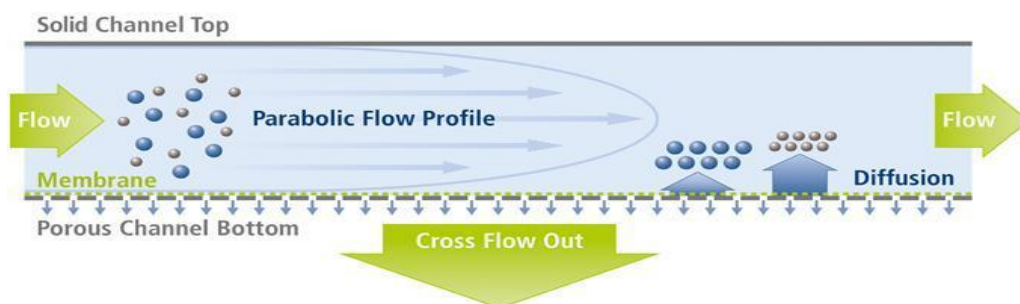 Solid Channel Top
Flow
Parabolic Flow Profile
Flow
Membrane
Diffusion
Porous Channel Bottom
Cross Flow Out